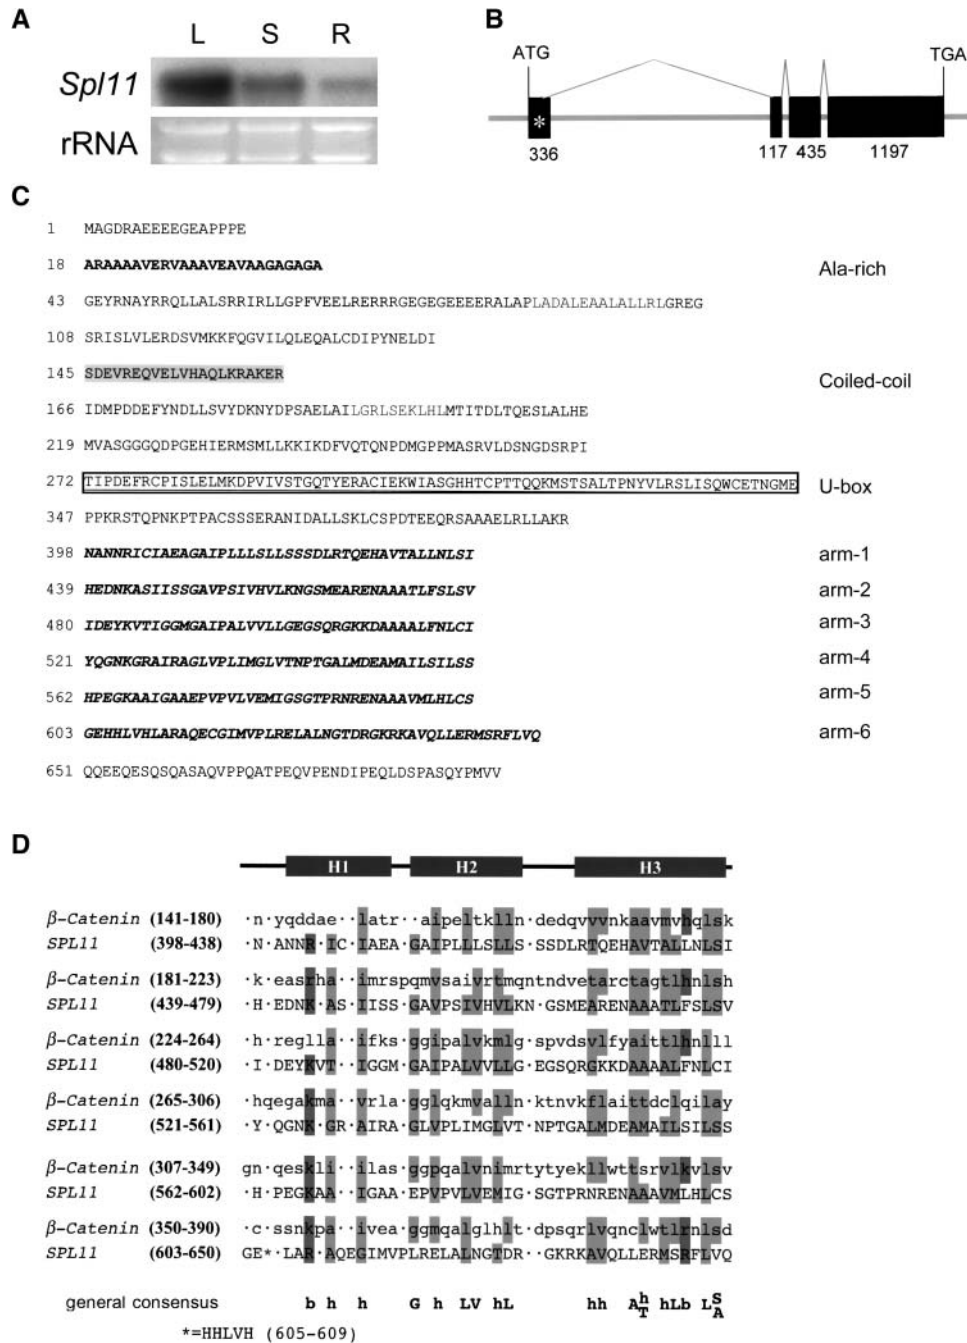 A
L S R
Spl11
rRNA
B
ATG TGA
*
336 117 435 1197
C
1 MAGDRAEEEEGEAPPPE
18 ARAAAAVERVAAAVEAVAAGAGAGA Ala-rich
43 GEYRNAYRRQLLALSRRIRLLGPFVEELRERRRGEGEGEEEERALAPLADALEAALALLRLGREG
108 SRISLVLERDSVMKKFQGVILQLEQALCDIPYNELDI
145 SDEVREQVELVHAQLKRAKER Coiled-coil
166 IDMPDDEFYNDLLSVYDKNYDPSAELAILGRLSEKLHLMTITDLTQESLALHE
219 MVASGGGQDPGEHIERMSMLLKKIKDFVQTQNPDMGPPMASRVLDSNGDSRPI
272 TIPDEFRCPISLELMKDPVIVSTGQTYERACIEKWIASGHHTCPTTQQKMSTSALTPNYVLRSLISQWCETNGME U-box
347 PPKRSTQPNKPTPACSSSERANIDALLSKLCSPDTEEQRSAAAELRLLAKR
398 NANNRICIAEAGAIPLLLSLLSSSDLRTQEHAVTALLNLSI arm-1
439 HEDNKASIISSGAVPSIVHVLKNGSMEARENAAATLFSLSV arm-2
480 IDEYKVTIGGMGAIPALVVLLGEGSQRGKKDAAAALFNLCI arm-3
521 YQGNKGRAIRAGLVPLIMGLVTNPTGALMDEAMAILSILSS arm-4
562 HPEGKAAIGAAEPVPVLVEMIGSGTPRNRENAAAVMLHLCS arm-5
603 GEHHLVHLARAQECGIMVPLRELALNGTDRGKRKAVQLLERMSRFLVQ arm-6
651 QQEEQESQSQASAQVPPQATPEQVPENDIPEQLDSPASQYPMVV
D
H1 H2 H3
β-Catenin (141-180) ·n·yqddae··latr··aipeltklln·dedqvvvnkaavmvhqlsk
SPL11 (398-438) ·N·ANNR·IC·IAEA·GAIPLLLSLLS·SSDLRTQEHAVTALLNLSI
β-Catenin (181-223) ·k·easrha··imrspqmvsaivrtmqntndvetarctagtlhnlsh
SPL11 (439-479) ·H·EDNKAS·IISS·GAVPSIVHVLKN·GSMEARENAAATLFSLSV
β-Catenin (224-264) ·h·реglla··ifks·ggipalvkmlg·spvdsvlfyaittlhnlll
SPL11 (480-520) ·I·DEYKVT·IGGM·GAIPALVVLLG·EGSQRGKKDAAAALFNLCI
β-Catenin (265-306) ·hqegakma··vrla·gglqkmvalln·ktnvkflaittdclqilay
SPL11 (521-561) ·Y·QGNK·GR·AIRA·GLVPLIMGLVT·NPTGALMDEAMAILSILSS
β-Catenin (307-349) gn·qeskli··ilas·ggpqalvnimrtytyekllwttsrvlkvlsv
SPL11 (562-602) ·H·PEGKAA·IGAA·EPVPVLVEMIG·SGTPRNRENAAAVMLHLCS
β-Catenin (350-390) ·c·ssnkpa··ivea·ggmqalglhlt·dpsqrlvqnclwtlrnlsd
SPL11 (603-650) GE*·LAR·AQEGIMVPLRELALNGTDR··GKRKAVQLLERMSRFLVQ
general consensus b h h G h LV hL hh A h/T hLb L S/A
*=HHLVH (605-609)